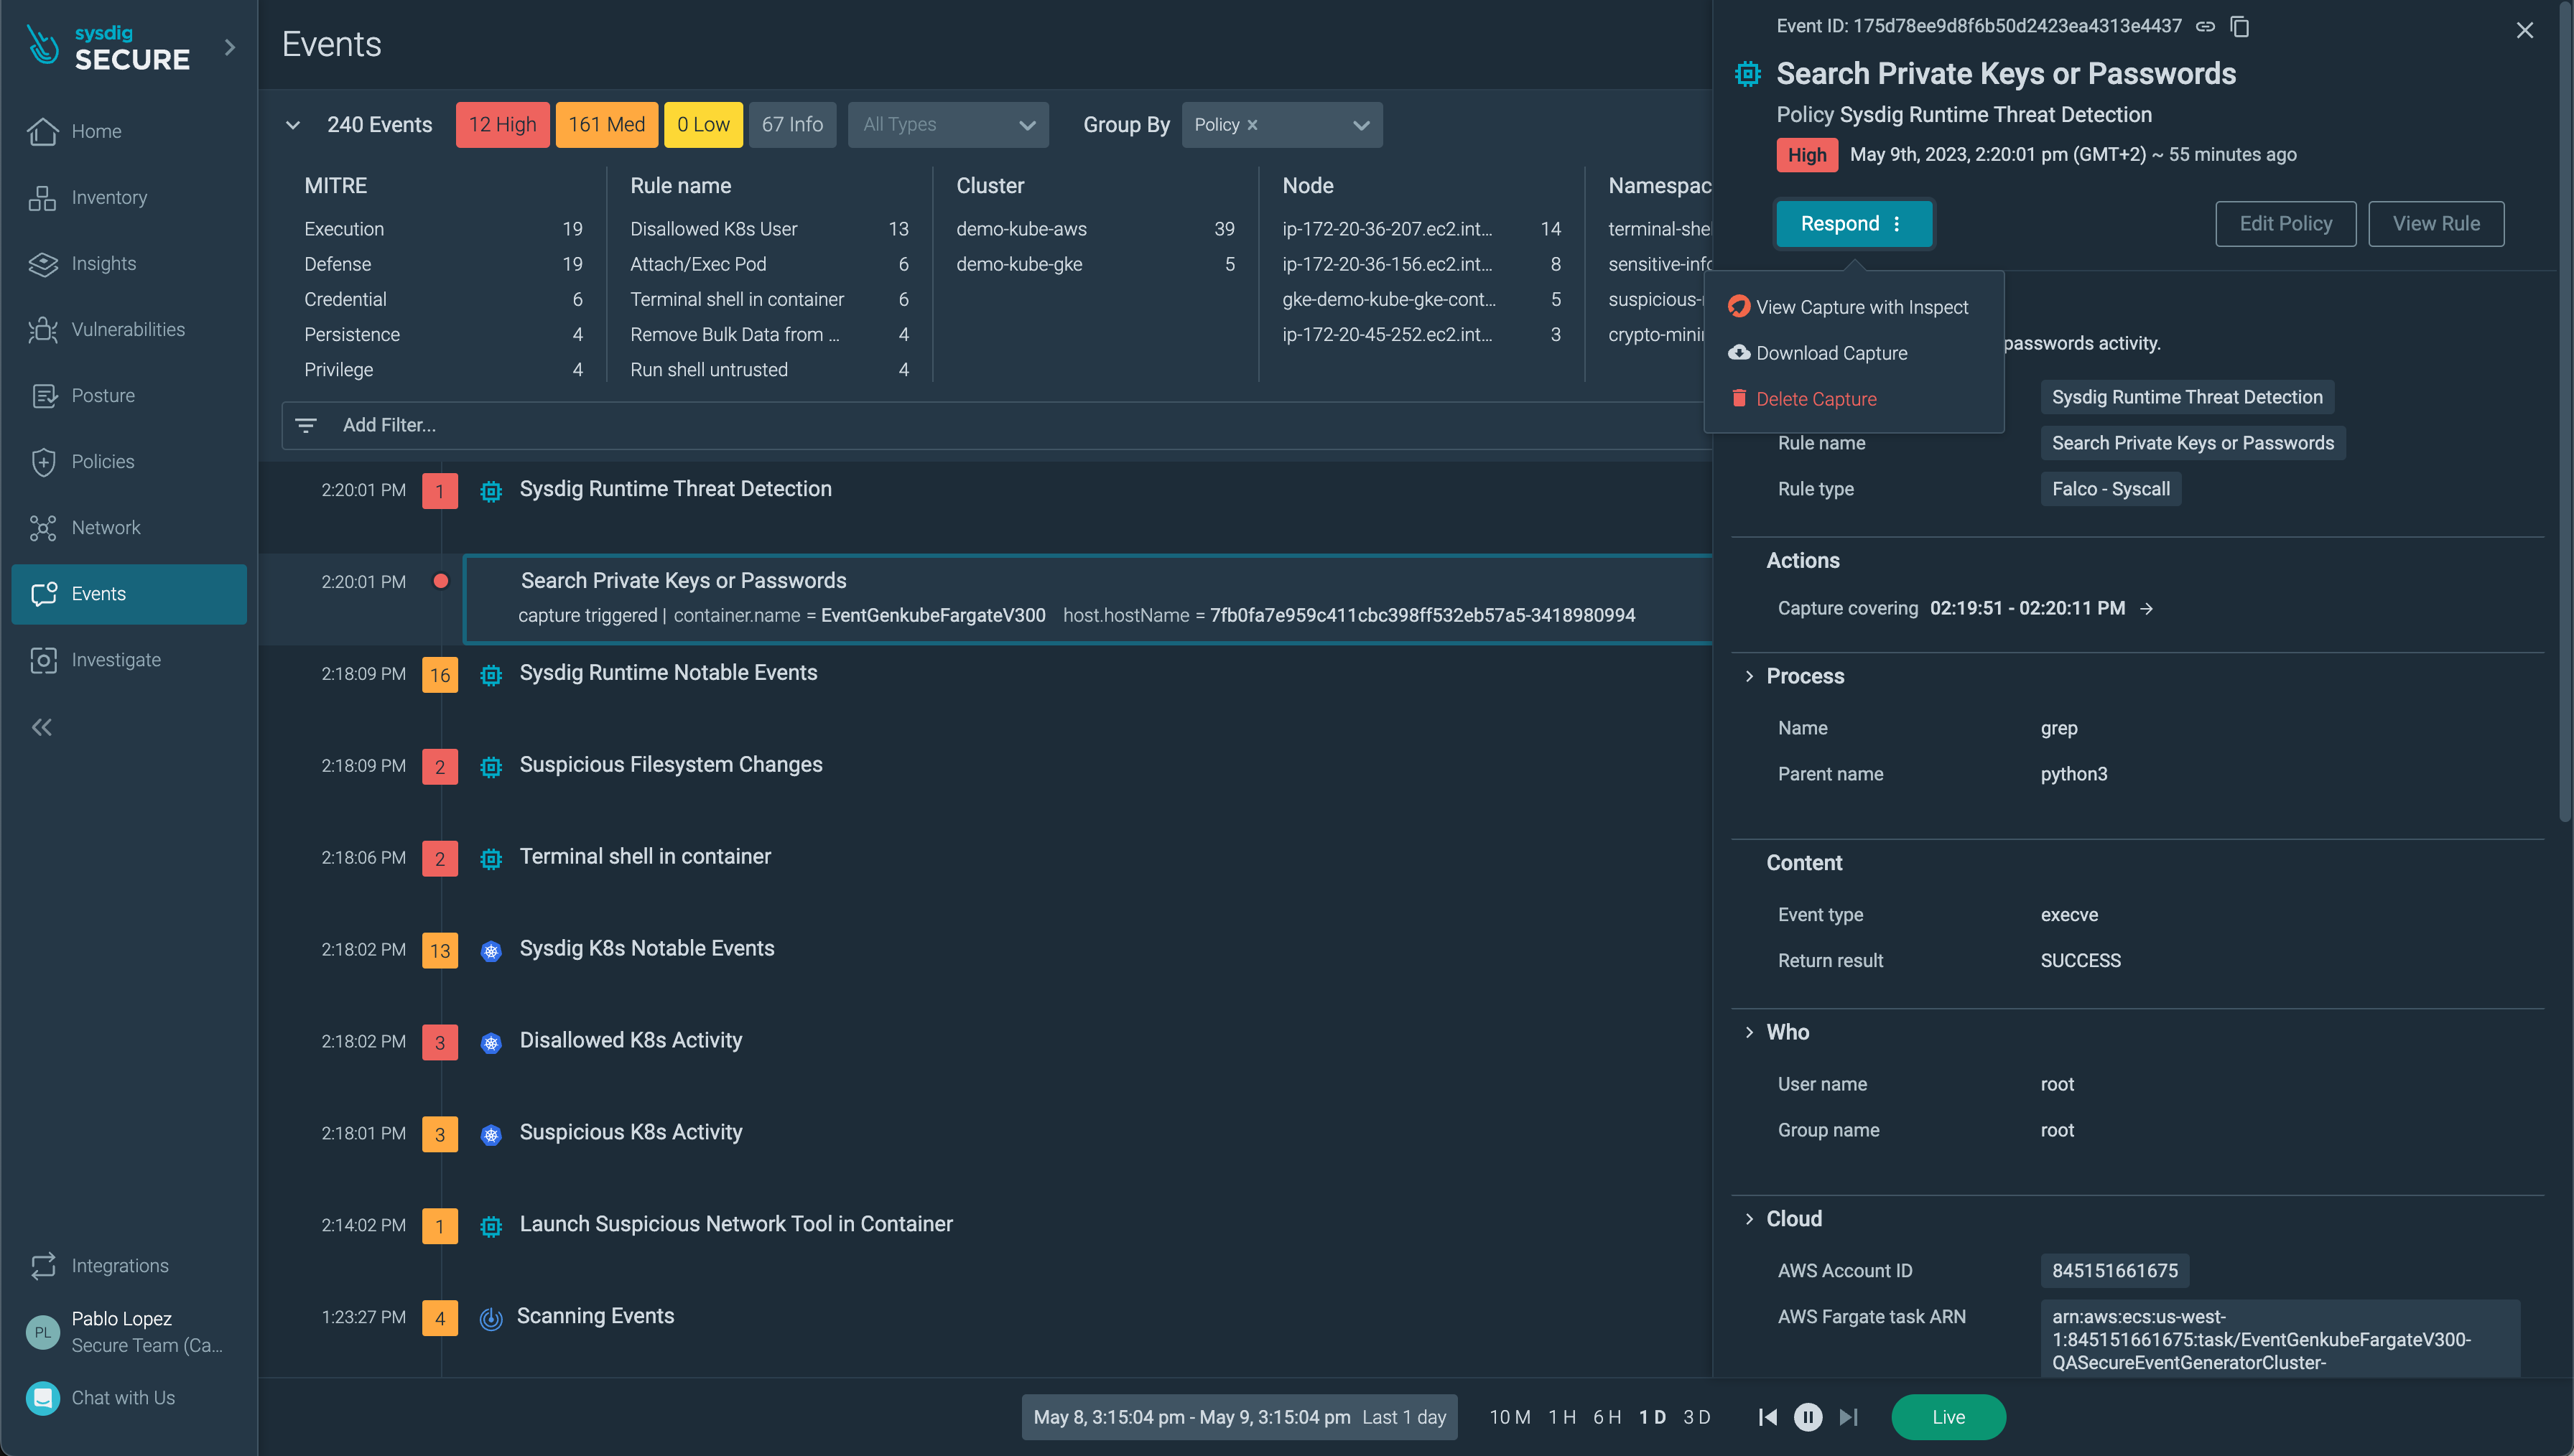 sysdig
SECURE
Home
Inventory
Insights
Vulnerabilities
Posture
Policies
Network
Events
Investigate
Integrations
PL
Pablo Lopez
Secure Team (Ca...
Chat with Us
Events
240 Events 12 High 161 Med 0 Low 67 Info All Types Group By Policy ×
MITRE
Execution 19
Defense 19
Credential 6
Persistence 4
Privilege 4
Rule name
Disallowed K8s User 13
Attach/Exec Pod 6
Terminal shell in container 6
Remove Bulk Data from ... 4
Run shell untrusted 4
Cluster
demo-kube-aws 39
demo-kube-gke 5
Node
ip-172-20-36-207.ec2.int... 14
ip-172-20-36-156.ec2.int... 8
gke-demo-kube-gke-cont... 5
ip-172-20-45-252.ec2.int... 3
Namespac
terminal-she
sensitive-info
suspicious-
crypto-mini
Add Filter...
2:20:01 PM 1 Sysdig Runtime Threat Detection
2:20:01 PM Search Private Keys or Passwords
capture triggered | container.name = EventGenkubeFargateV300 host.hostName = 7fb0fa7e959c411cbc398ff532eb57a5-3418980994
2:18:09 PM 16 Sysdig Runtime Notable Events
2:18:09 PM 2 Suspicious Filesystem Changes
2:18:06 PM 2 Terminal shell in container
2:18:02 PM 13 Sysdig K8s Notable Events
2:18:02 PM 3 Disallowed K8s Activity
2:18:01 PM 3 Suspicious K8s Activity
2:14:02 PM 1 Launch Suspicious Network Tool in Container
1:23:27 PM 4 Scanning Events
May 8, 3:15:04 pm - May 9, 3:15:04 pm Last 1 day 10 M 1 H 6 H 1 D 3 D Live
Event ID: 175d78ee9d8f6b50d2423ea4313e4437
Search Private Keys or Passwords
Policy Sysdig Runtime Threat Detection
High May 9th, 2023, 2:20:01 pm (GMT+2) ~ 55 minutes ago
Respond Edit Policy View Rule
View Capture with Inspect
Download Capture
Delete Capture
passwords activity.
Sysdig Runtime Threat Detection
Rule name Search Private Keys or Passwords
Rule type Falco - Syscall
Actions
Capture covering 02:19:51 - 02:20:11 PM →
Process
Name grep
Parent name python3
Content
Event type execve
Return result SUCCESS
Who
User name root
Group name root
Cloud
AWS Account ID 845151661675
AWS Fargate task ARN arn:aws:ecs:us-west-
1:845151661675:task/EventGenkubeFargateV300-
QASecureEventGeneratorCluster-